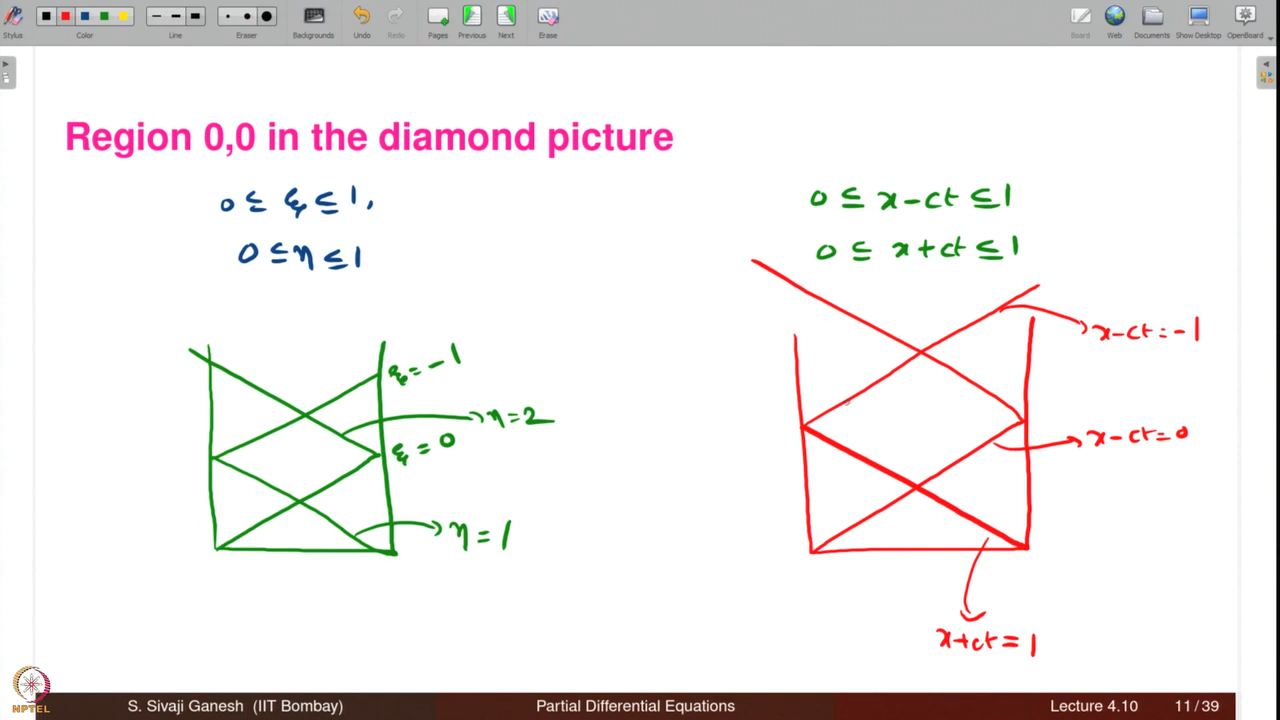 Stylus
Color
Line
Eraser
Backgrounds
Undo
Redo
Pages
Previous
Next
Erase
Board
Web
Documents
Show Desktop
OpenBoard
Region 0,0 in the diamond picture
0 ≤ ξ ≤ 1,
0 ≤ η ≤ 1
0 ≤ x-ct ≤ 1
0 ≤ x+ct ≤ 1
ξ = -1
η = 2
ξ = 0
η = 1
x-ct = -1
x-ct = 0
x+ct = 1
NPTEL
S. Sivaji Ganesh (IIT Bombay)
Partial Differential Equations
Lecture 4.10
11 / 39